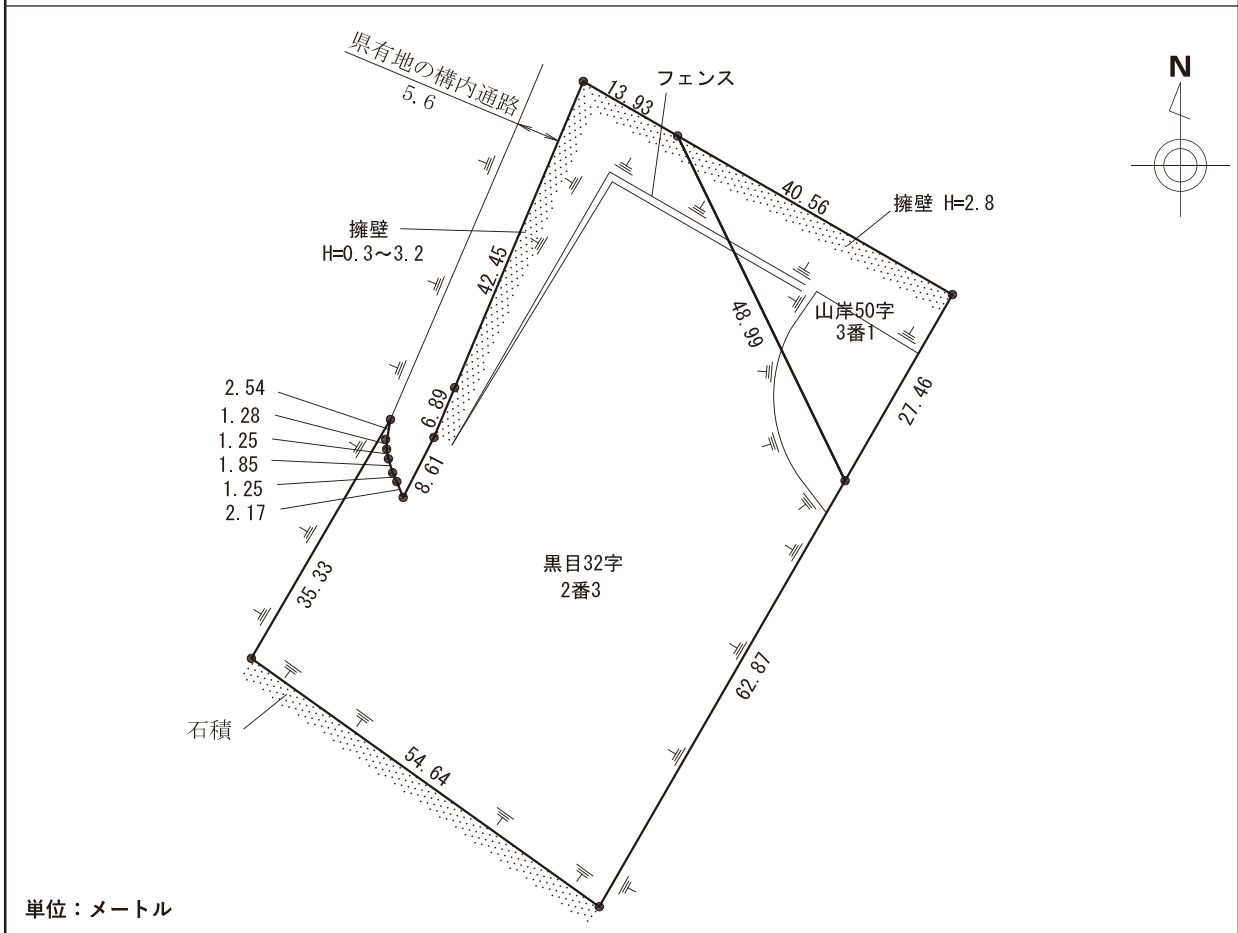 県有地の構内通路
5.6
フェンス
N
13.93
40.56
擁壁 H=2.8
擁壁
H=0.3～3.2
42.45
48.99
山岸50字
3番1
27.46
6.89
2.54
1.28
1.25
1.85
1.25
2.17
8.61
35.33
黒目32字
2番3
62.87
石積
54.64
単位：メートル